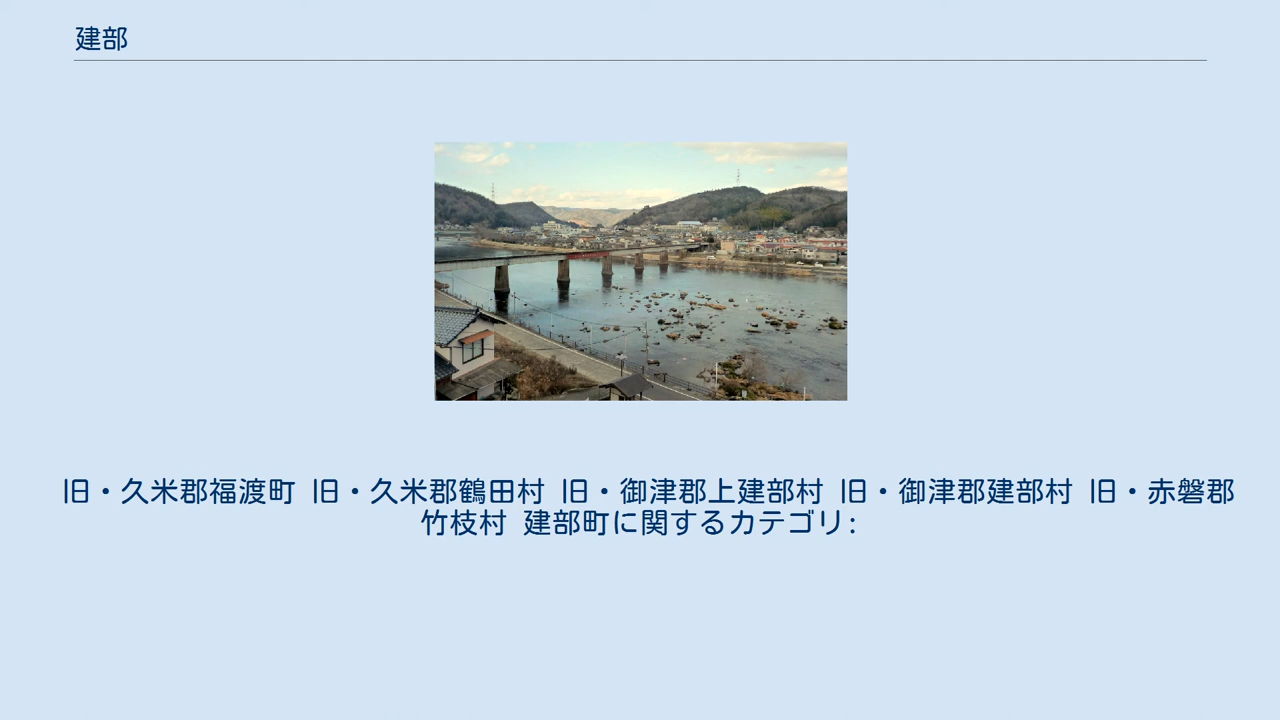 建部
旧・久米郡福渡町 旧・久米郡鶴田村 旧・御津郡上建部村 旧・御津郡建部村 旧・赤磐郡
竹枝村 建部町に関するカテゴリ: